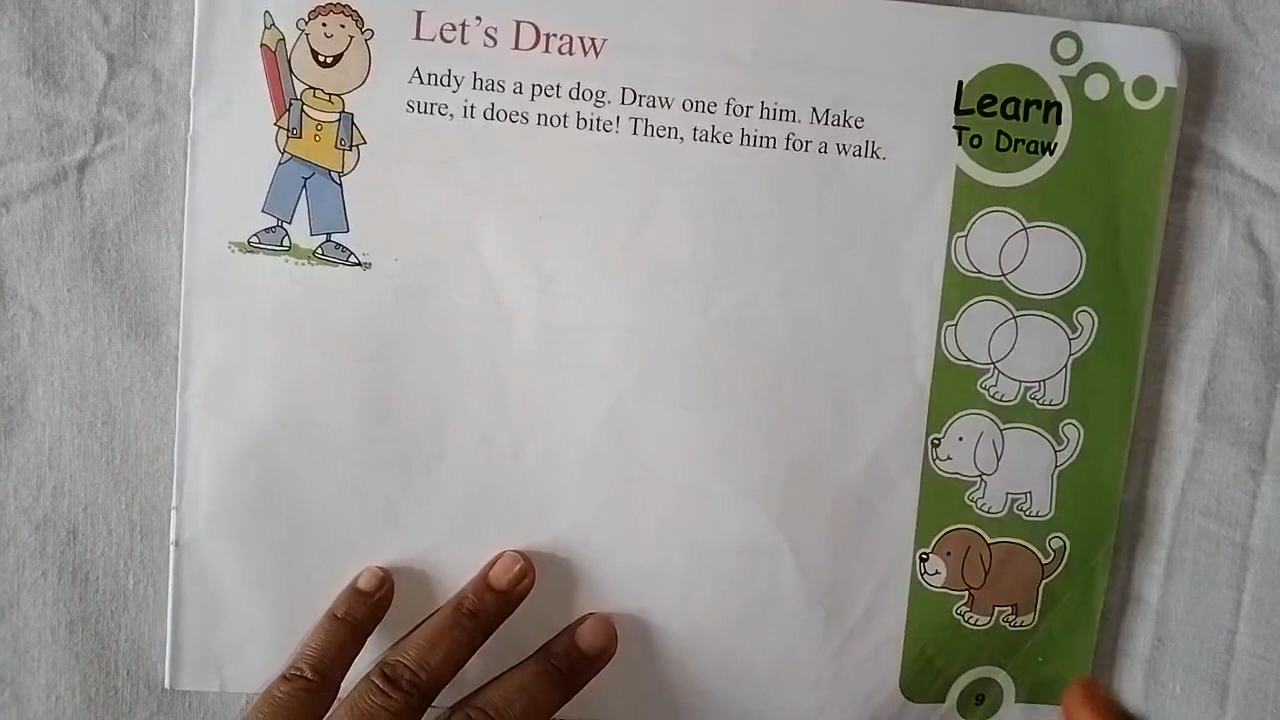 Let's Draw
Andy has a pet dog. Draw one for him. Make
sure, it does not bite! Then, take him for a walk.
Learn
To Draw
9